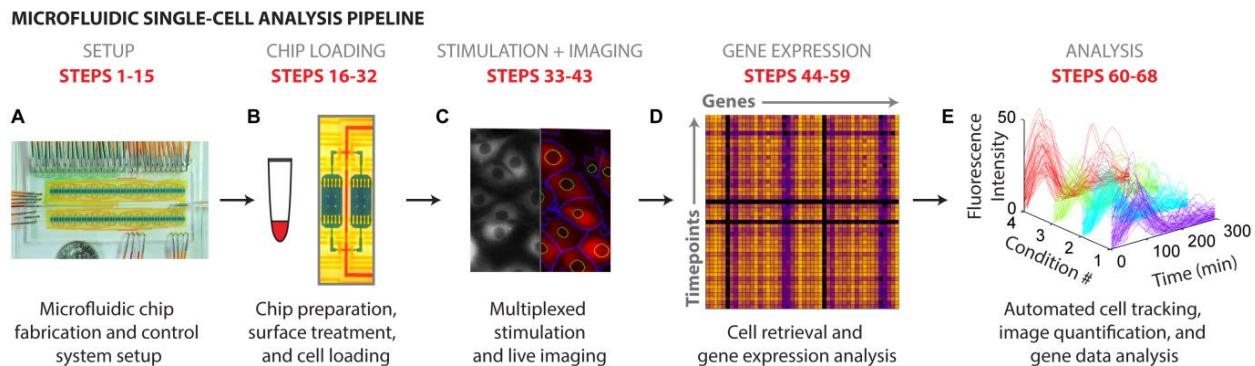 MICROFLUIDIC SINGLE-CELL ANALYSIS PIPELINE
SETUP
STEPS 1-15
CHIP LOADING
STEPS 16-32
STIMULATION + IMAGING
STEPS 33-43
GENE EXPRESSION
STEPS 44-59
ANALYSIS
STEPS 60-68
A
Microfluidic chip
fabrication and control
system setup
B
Chip preparation,
surface treatment,
and cell loading
C
Multiplexed
stimulation
and live imaging
D
Genes
Timepoints
Cell retrieval and
gene expression analysis
E
Fluorescence
Intensity
50
25
0
4
3
2
1
Condition #
0
100
200
300
Time (min)
Automated cell tracking,
image quantification, and
gene data analysis